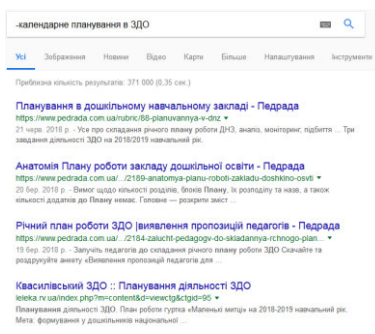 -календарне планування в ЗДО
Усі Зображення Новини Відео Карти Більше Налаштування Інструменти
Приблизна кількість результатів: 371 000 (0,35 сек.)
Планування в дошкільному навчальному закладі - Педрада
https://www.pedrada.com.ua/rubric/88-planuvannya-v-dnz
21 черв. 2018 р. - Усе про складання річного плану роботи ДНЗ, аналіз, моніторинг, підбиття ... Три
завдання діяльності ЗДО на 2018/2019 навчальний рік.
Анатомія Плану роботи закладу дошкільної освіти - Педрада
https://www.pedrada.com.ua/.../2189-anatomya-planu-roboti-zakladu-doshklno-osvti
20 бер. 2018 р. - Вимог щодо кількості розділів, блоків Плану, їх розподілу та назв, а також
кількості додатків до Плану немає. Головне — розкрити зміст ...
Річний план роботи ЗДО |виявлення пропозицій педагогів - Педрада
https://www.pedrada.com.ua/.../2184-zalucht-pedagogv-do-skladannya-rchnogo-plan...
19 бер. 2018 р. - Залучіть педагогів до складання річного плану роботи ЗДО Скачайте та
роздрукуйте анкету «Виявлення пропозицій педагогів для ...
Квасилівський ЗДО :: Планування діяльності ЗДО
leleka.rv.ua/index.php?m=content&d=viewctg&ctgid=95
Планування діяльності ЗДО. План роботи гуртка «Маленькі митці» на 2018-2019 навчальний рік.
Мета: формування у дошкільників національної ...